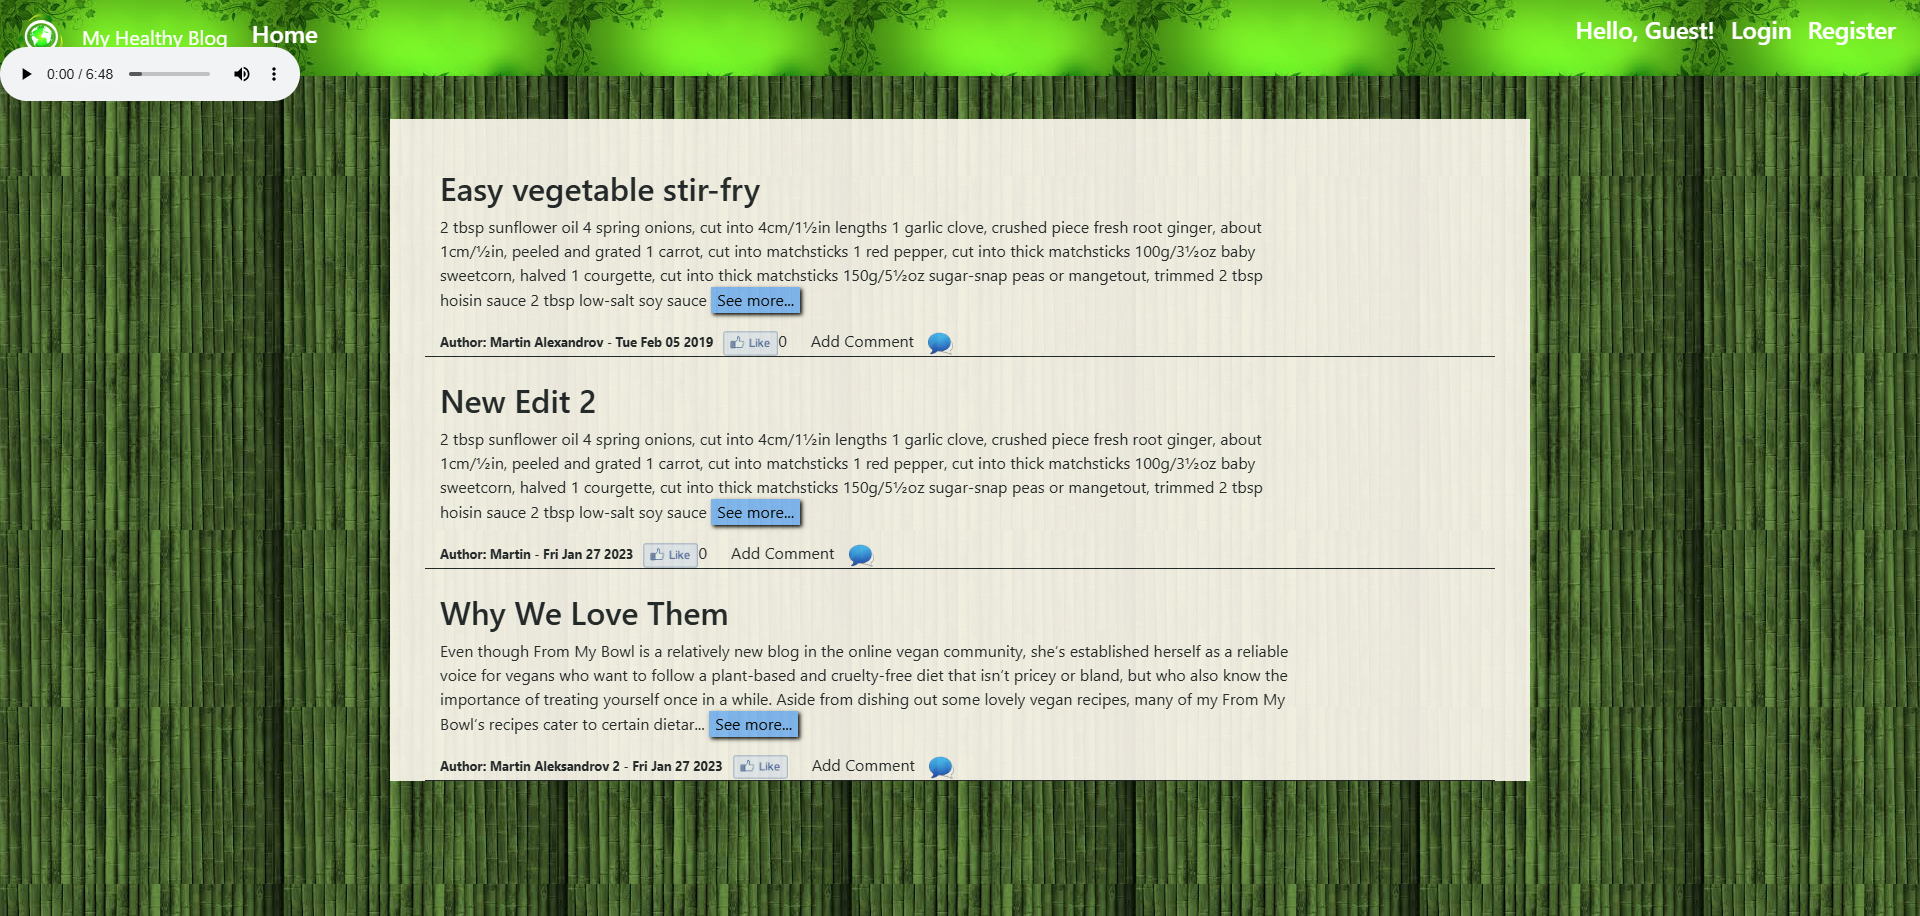 My Healthy Blog Home Hello, Guest! Login Register
0:00 / 6:48
Easy vegetable stir-fry
2 tbsp sunflower oil 4 spring onions, cut into 4cm/1½in lengths 1 garlic clove, crushed piece fresh root ginger, about
1cm/½in, peeled and grated 1 carrot, cut into matchsticks 1 red pepper, cut into thick matchsticks 100g/3½oz baby
sweetcorn, halved 1 courgette, cut into thick matchsticks 150g/5½oz sugar-snap peas or mangetout, trimmed 2 tbsp
hoisin sauce 2 tbsp low-salt soy sauce See more...
Author: Martin Alexandrov - Tue Feb 05 2019 Like 0 Add Comment
New Edit 2
2 tbsp sunflower oil 4 spring onions, cut into 4cm/1½in lengths 1 garlic clove, crushed piece fresh root ginger, about
1cm/½in, peeled and grated 1 carrot, cut into matchsticks 1 red pepper, cut into thick matchsticks 100g/3½oz baby
sweetcorn, halved 1 courgette, cut into thick matchsticks 150g/5½oz sugar-snap peas or mangetout, trimmed 2 tbsp
hoisin sauce 2 tbsp low-salt soy sauce See more...
Author: Martin - Fri Jan 27 2023 Like 0 Add Comment
Why We Love Them
Even though From My Bowl is a relatively new blog in the online vegan community, she’s established herself as a reliable
voice for vegans who want to follow a plant-based and cruelty-free diet that isn’t pricey or bland, but who also know the
importance of treating yourself once in a while. Aside from dishing out some lovely vegan recipes, many of my From My
Bowl’s recipes cater to certain dietar... See more...
Author: Martin Aleksandrov 2 - Fri Jan 27 2023 Like Add Comment